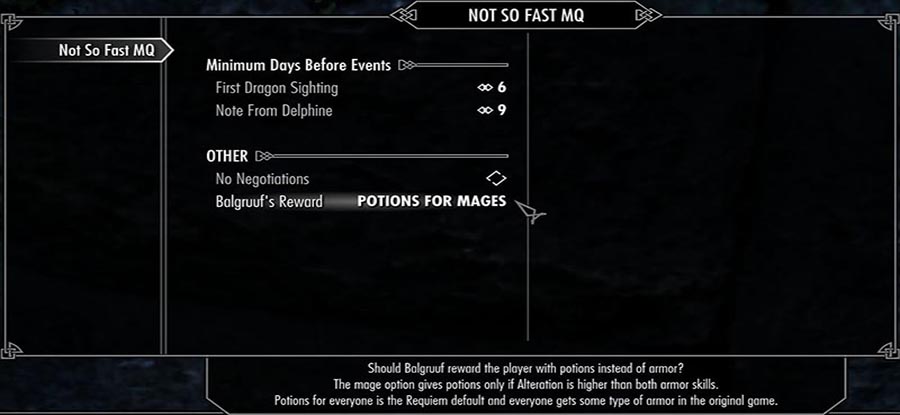 NOT SO FAST MQ
Not So Fast MQ
Minimum Days Before Events
First Dragon Sighting 6
Note From Delphine 9
OTHER
No Negotiations
Balgruuf's Reward POTIONS FOR MAGES
Should Balgruuf reward the player with potions instead of armor?
The mage option gives potions only if Alteration is higher than both armor skills.
Potions for everyone is the Requiem default and everyone gets some type of armor in the original game.